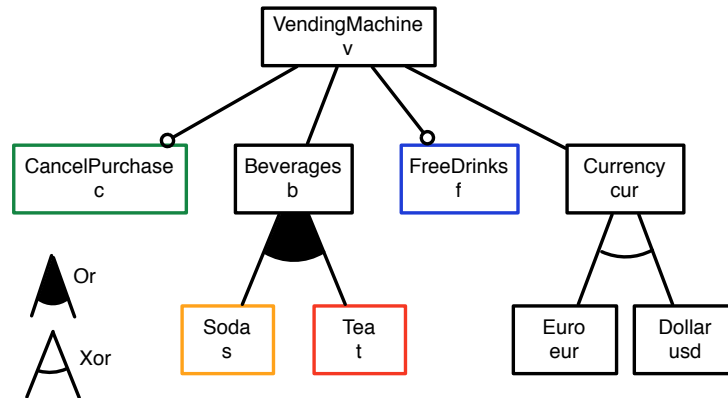 VendingMachine
v
CancelPurchase
c
Beverages
b
FreeDrinks
f
Currency
cur
Or
Xor
Soda
s
Tea
t
Euro
eur
Dollar
usd